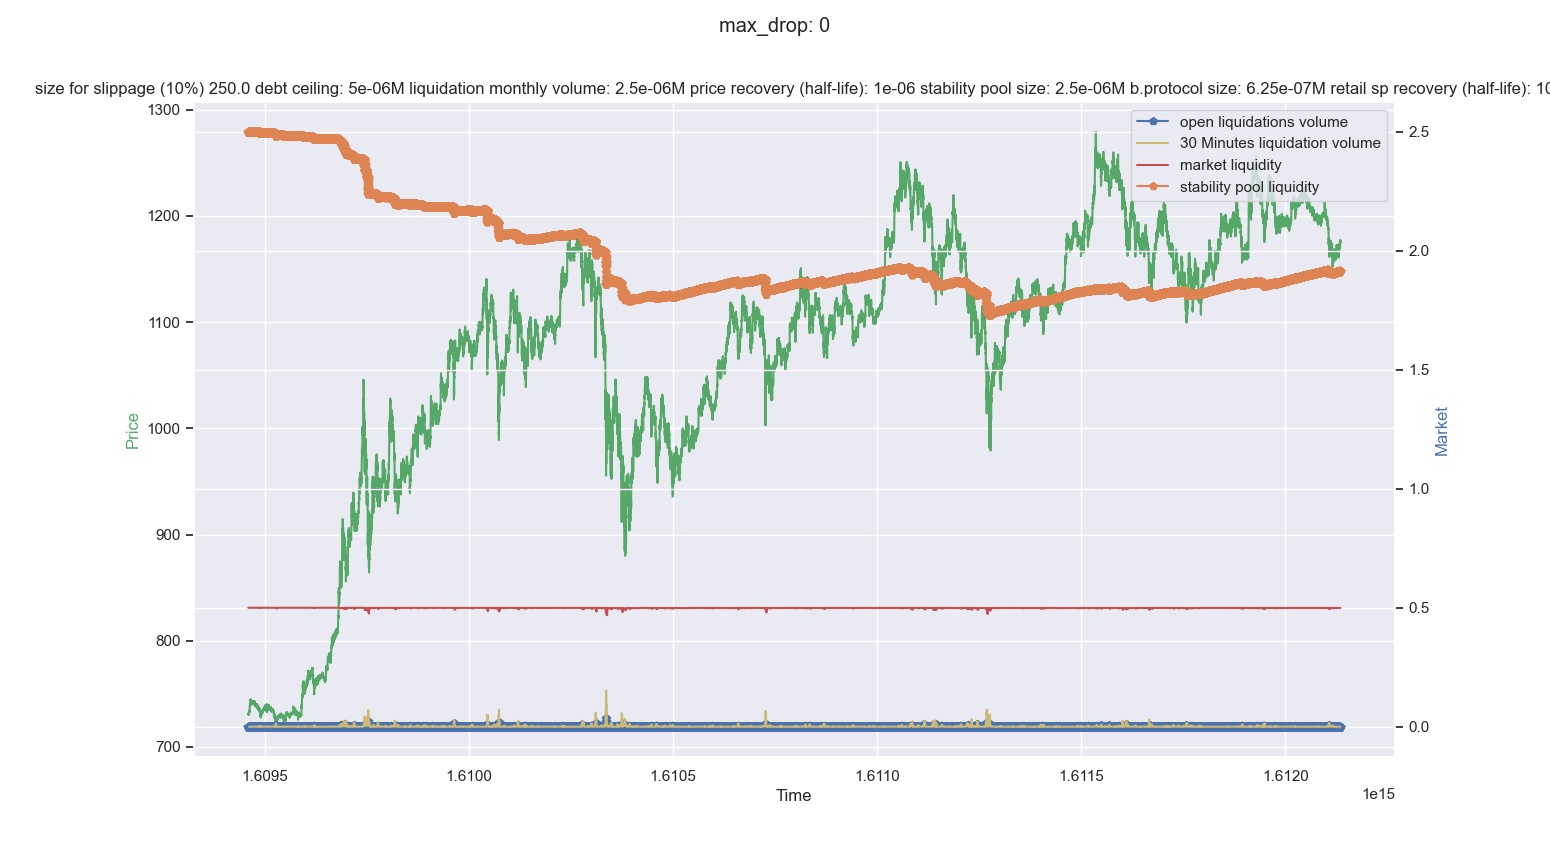 max_drop: 0
size for slippage (10%) 250.0 debt ceiling: 5e-06M liquidation monthly volume: 2.5e-06M price recovery (half-life): 1e-06 stability pool size: 2.5e-06M b.protocol size: 6.25e-07M retail sp recovery (half-life): 10
open liquidations volume
30 Minutes liquidation volume
market liquidity
stability pool liquidity
1300
1200
1100
1000
900
800
700
Price
2.5
2.0
1.5
1.0
0.5
0.0
Market
1.6095 1.6100 1.6105 1.6110 1.6115 1.6120
1e15
Time